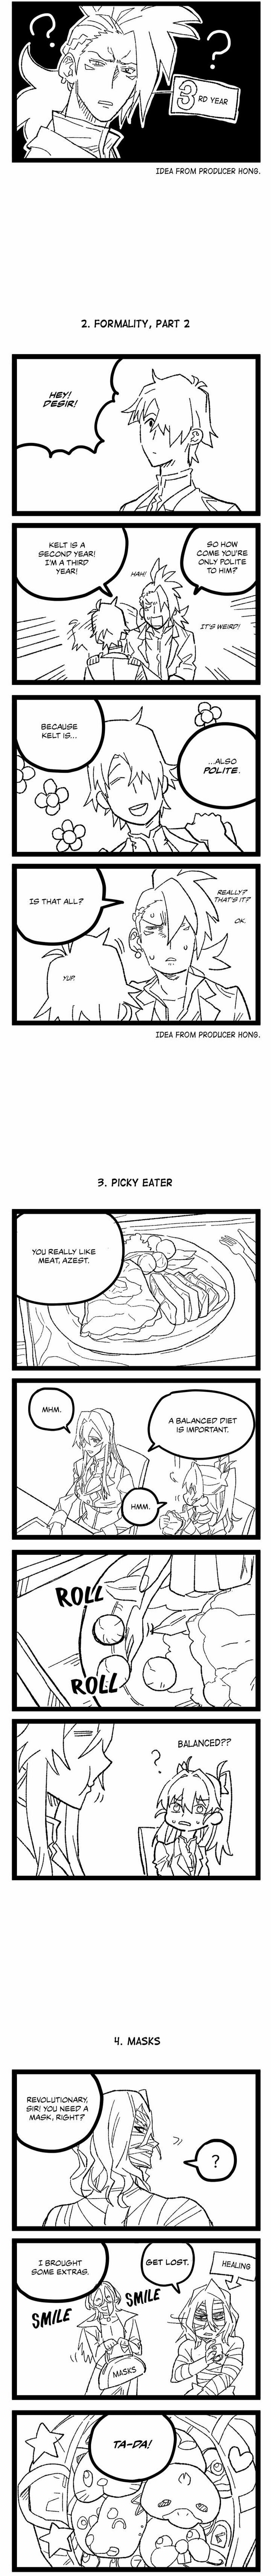 3
RD YEAR
IDEA FROM PRODUCER HONG.
2. FORMALITY, PART 2
HEY!
DESIR!
KELT IS A
SECOND YEAR!
I'M A THIRD
YEAR!
HAH!
SO HOW
COME YOU'RE
ONLY POLITE
TO HIM?
IT'S WEIRD!
BECAUSE
KELT IS...
...ALSO
POLITE.
IS THAT ALL?
REALLY?
THAT'S IT?
OK.
YUP.
IDEA FROM PRODUCER HONG.
3. PICKY EATER
YOU REALLY LIKE
MEAT, AZEST.
MHM.
A BALANCED DIET
IS IMPORTANT.
HMM.
ROLL
ROLL
BALANCED??
?
4. MASKS
REVOLUTIONARY,
SIR! YOU NEED A
MASK, RIGHT?
?
I BROUGHT
SOME EXTRAS.
GET LOST.
HEALING
SMILE
SMILE
MASKS
TA-DA!